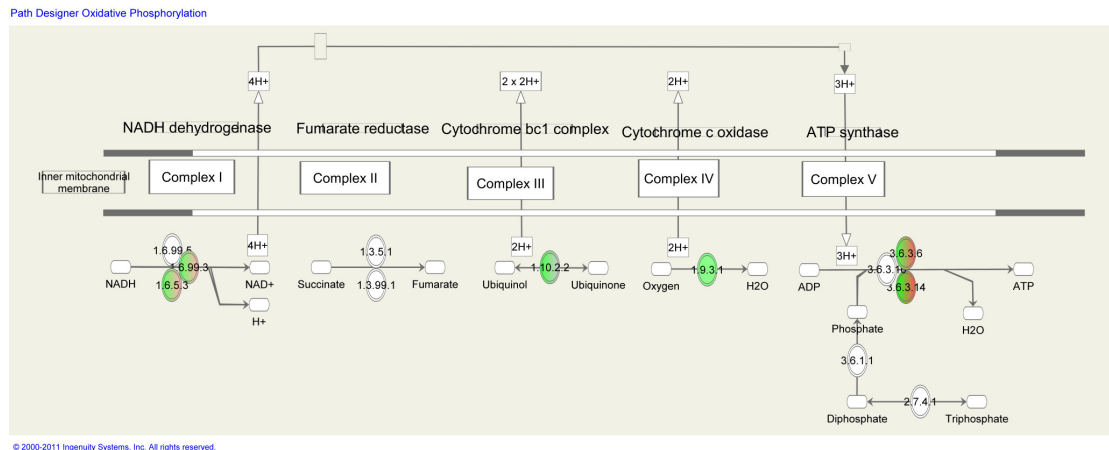 Path Designer Oxidative Phosphorylation
4H+
2 x 2H+
2H+
3H+
NADH dehydrogenase
Fumarate reductase
Cytochrome bc1 complex
Cytochrome c oxidase
ATP synthase
Inner mitochondrial
membrane
Complex I
Complex II
Complex III
Complex IV
Complex V
4H+
2H+
2H+
3H+
1.6.99.5
1.6.99.3
1.6.5.3
NADH
NAD+
H+
1.3.5.1
1.3.99.1
Succinate
Fumarate
1.10.2.2
Ubiquinol
Ubiquinone
1.9.3.1
Oxygen
H2O
3.6.3.6
3.6.3.10
3.6.3.14
ADP
ATP
Phosphate
H2O
3.6.1.1
2.7.4.1
Diphosphate
Triphosphate
© 2000-2011 Ingenuity Systems, Inc. All rights reserved.